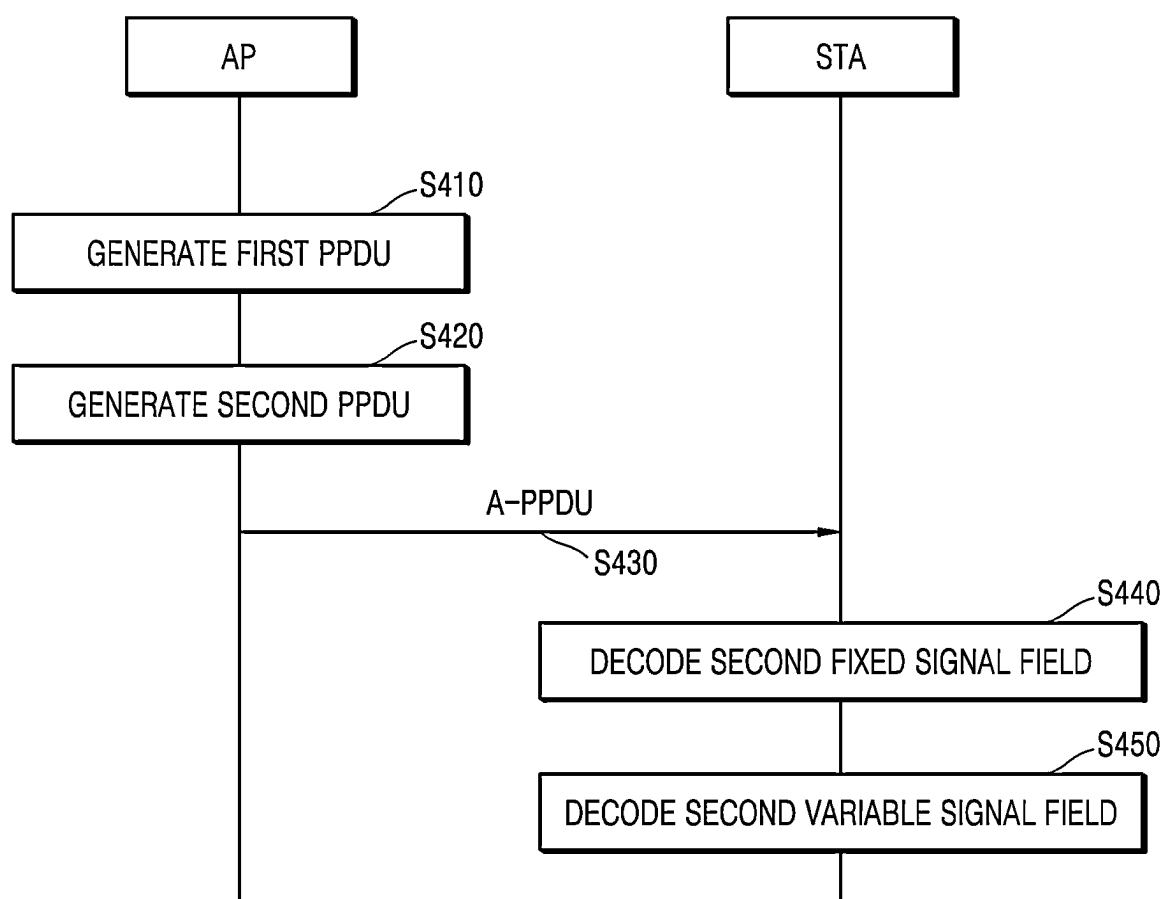 AP
STA
S410
GENERATE FIRST PPDU
S420
GENERATE SECOND PPDU
A-PPDU
S430
S440
DECODE SECOND FIXED SIGNAL FIELD
S450
DECODE SECOND VARIABLE SIGNAL FIELD